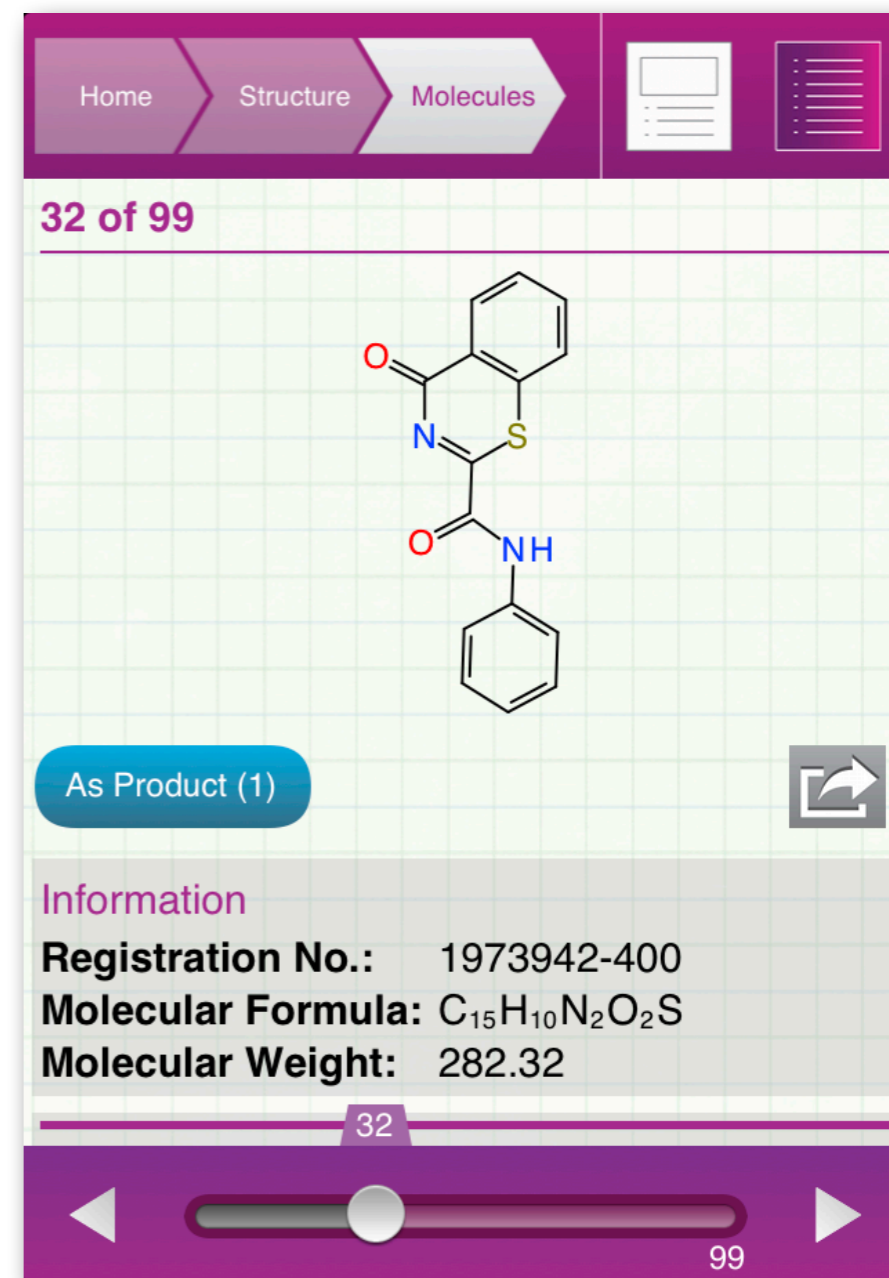 Home Structure Molecules
32 of 99
O
N S
O NH
As Product (1)
Information
Registration No.: 1973942-400
Molecular Formula: C₁₅H₁₀N₂O₂S
Molecular Weight: 282.32
32
99